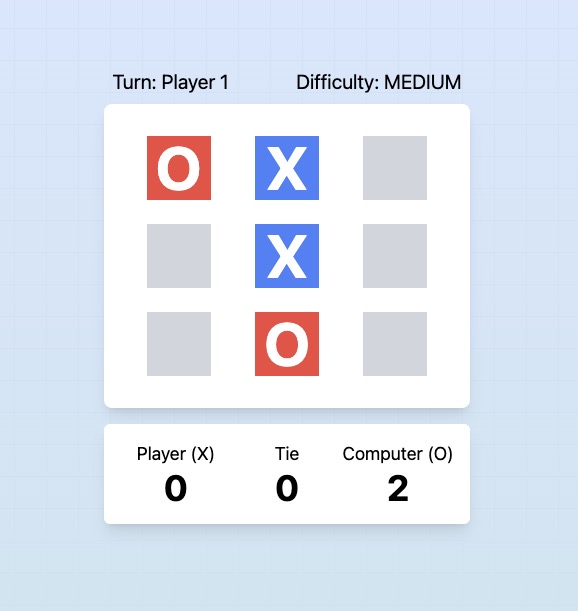 Turn: Player 1 Difficulty: MEDIUM
O X
X
O
Player (X) Tie Computer (O)
0 0 2